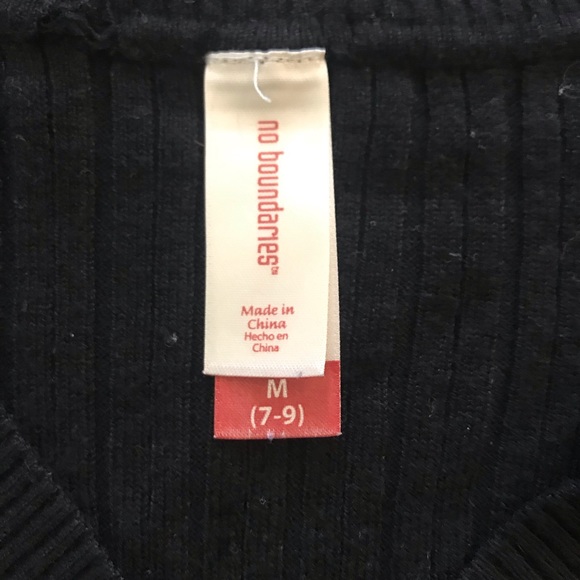 no boundaries™
Made in
China
Hecho en
China
M
(7-9)